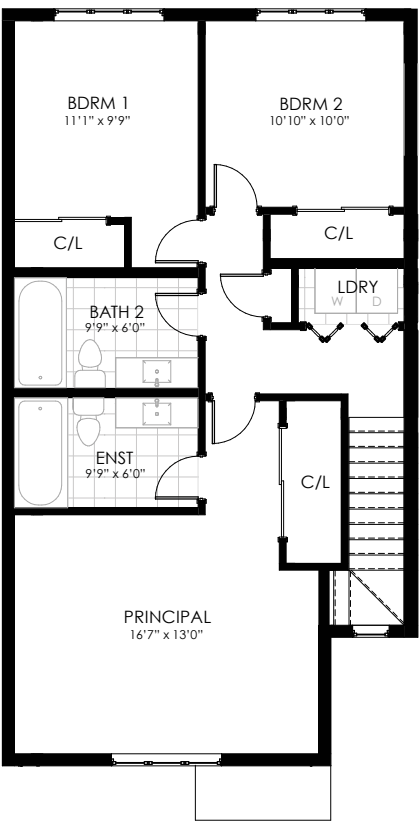 BDRM 1
11'1" x 9'9"
BDRM 2
10'10" x 10'0"
C/L
C/L
LDRY
W D
BATH 2
9'9" x 6'0"
ENST
9'9" x 6'0"
C/L
PRINCIPAL
16'7" x 13'0"